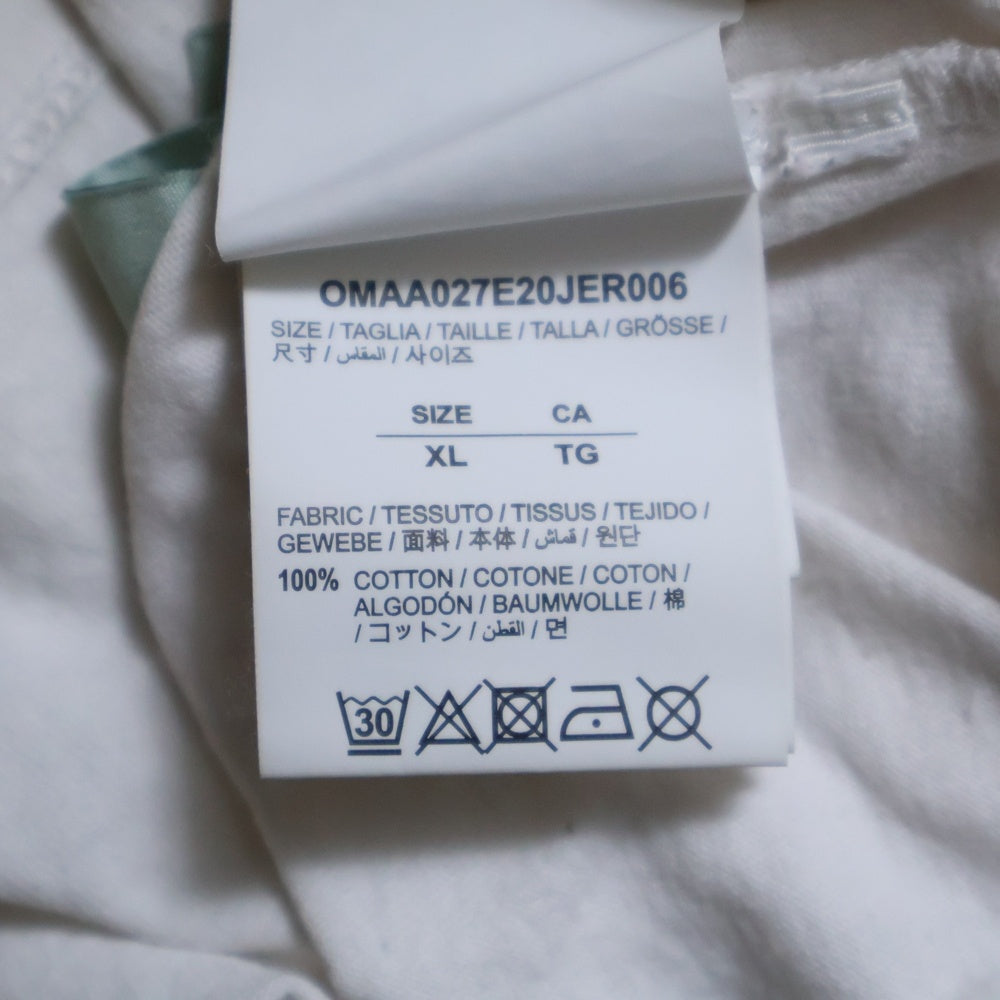 OMAA027E20JER006
SIZE / TAGLIA / TAILLE / TALLA / GRÖSSE /
尺寸 / المقاس / 사이즈
SIZE CA
XL TG
FABRIC / TESSUTO / TISSUS / TEJIDO /
GEWEBE / 面料 / 本体 / قماش / 원단
100% COTTON / COTONE / COTON /
ALGODÓN / BAUMWOLLE / 棉
/ コットン / القطن / 면
30